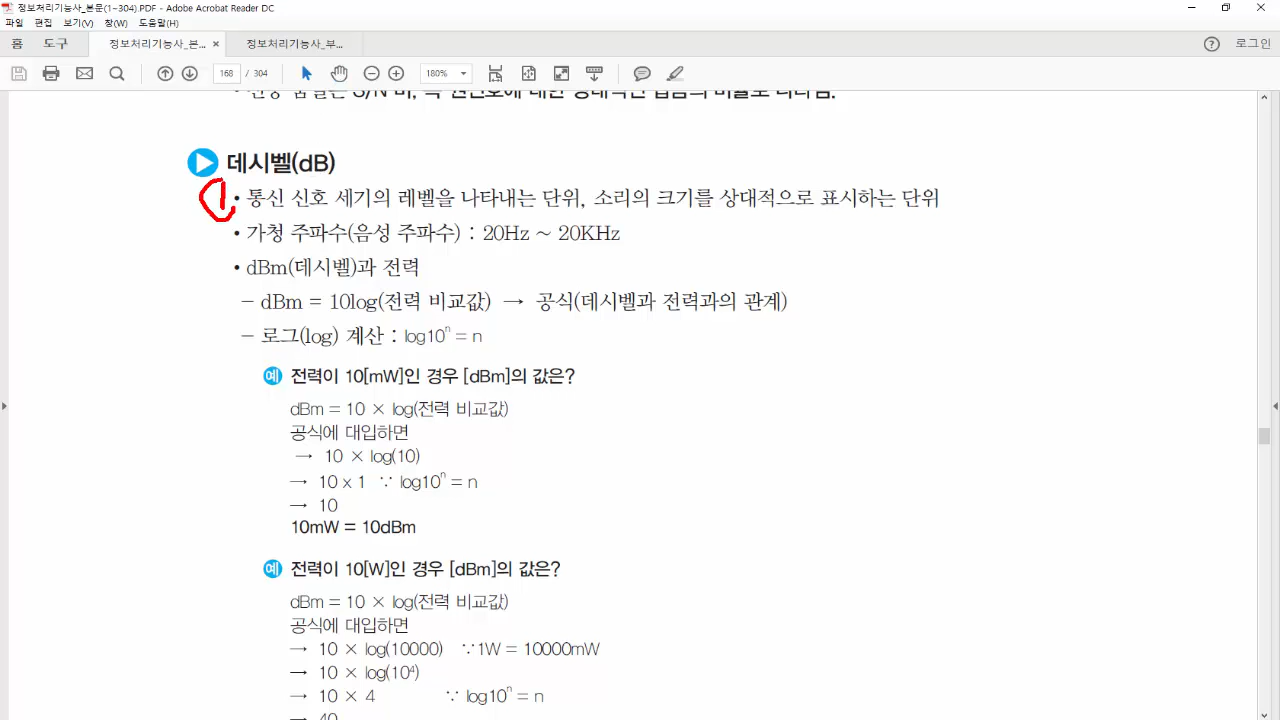 정보처리기능사_본문(1~304).PDF - Adobe Acrobat Reader DC
파일 편집 보기(V) 창(W) 도움말(H)
홈 도구 정보처리기능사_본... × 정보처리기능사_부... 로그인
168 / 304 180%
데시벨(dB)
① • 통신 신호 세기의 레벨을 나타내는 단위, 소리의 크기를 상대적으로 표시하는 단위
• 가청 주파수(음성 주파수) : 20Hz ~ 20KHz
• dBm(데시벨)과 전력
- dBm = 10log(전력 비교값) → 공식(데시벨과 전력과의 관계)
- 로그(log) 계산 : log10ⁿ = n
예 전력이 10[mW]인 경우 [dBm]의 값은?
dBm = 10 × log(전력 비교값)
공식에 대입하면
→ 10 × log(10)
→ 10 x 1 ∵ log10ⁿ = n
→ 10
10mW = 10dBm
예 전력이 10[W]인 경우 [dBm]의 값은?
dBm = 10 × log(전력 비교값)
공식에 대입하면
→ 10 × log(10000) ∵1W = 10000mW
→ 10 × log(10⁴)
→ 10 × 4 ∵ log10ⁿ = n
→ 40